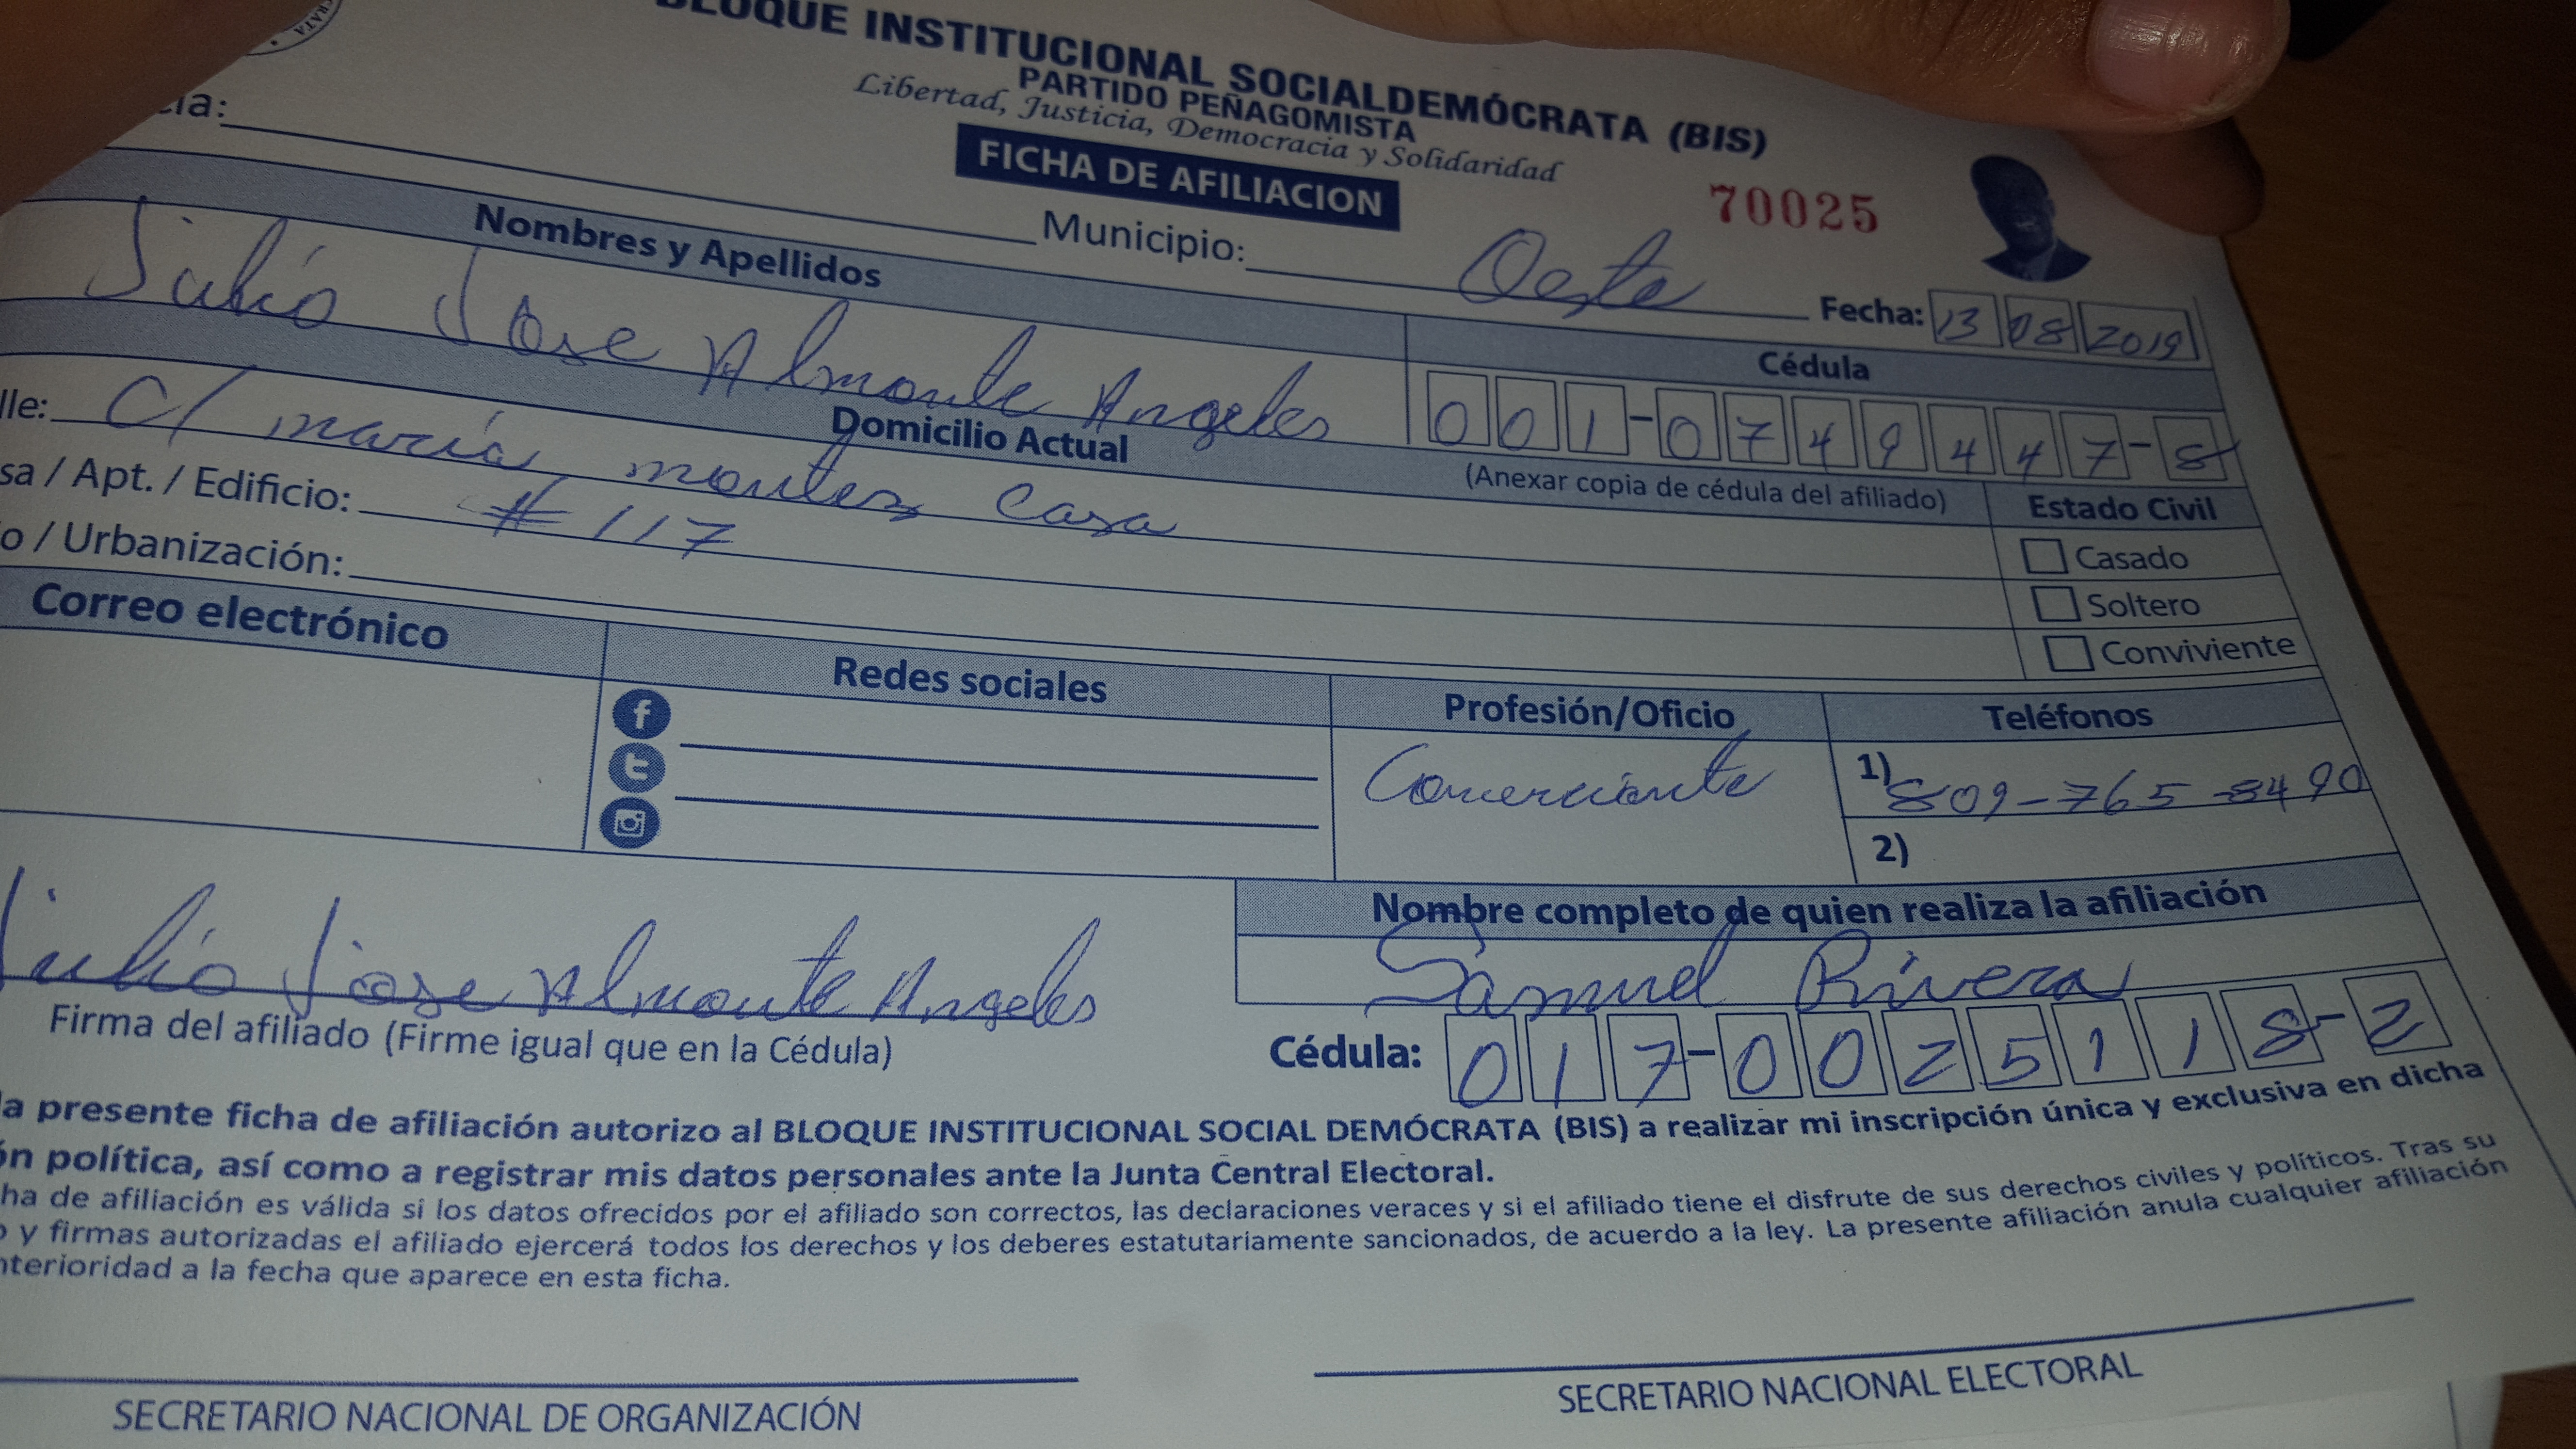 BLOQUE INSTITUCIONAL SOCIALDEMÓCRATA (BIS)
PARTIDO PEÑAGOMISTA
Libertad, Justicia, Democracia y Solidaridad
FICHA DE AFILIACION
70025
cia: Municipio: Oeste Fecha: 13 08 2019
Nombres y Apellidos Cédula
Julio Jose Almonte Angeles 001-0749447-8
Domicilio Actual (Anexar copia de cédula del afiliado) Estado Civil
lle: C/ maria montez casa Casado
sa / Apt. / Edificio: # 117 Soltero
o / Urbanización: Conviviente
Correo electrónico Redes sociales Profesión/Oficio Teléfonos
Comerciante 1) 809-765-8490
2)
Nombre completo de quien realiza la afiliación
Julio Jose Almonte Angeles Samuel Rivera
Firma del afiliado (Firme igual que en la Cédula) Cédula: 017-0025118-2
a presente ficha de afiliación autorizo al BLOQUE INSTITUCIONAL SOCIAL DEMÓCRATA (BIS) a realizar mi inscripción única y exclusiva en dicha
ón política, así como a registrar mis datos personales ante la Junta Central Electoral.
ha de afiliación es válida si los datos ofrecidos por el afiliado son correctos, las declaraciones veraces y si el afiliado tiene el disfrute de sus derechos civiles y políticos. Tras su
o y firmas autorizadas el afiliado ejercerá todos los derechos y los deberes estatutariamente sancionados, de acuerdo a la ley. La presente afiliación anula cualquier afiliación
nterioridad a la fecha que aparece en esta ficha.
SECRETARIO NACIONAL DE ORGANIZACIÓN SECRETARIO NACIONAL ELECTORAL